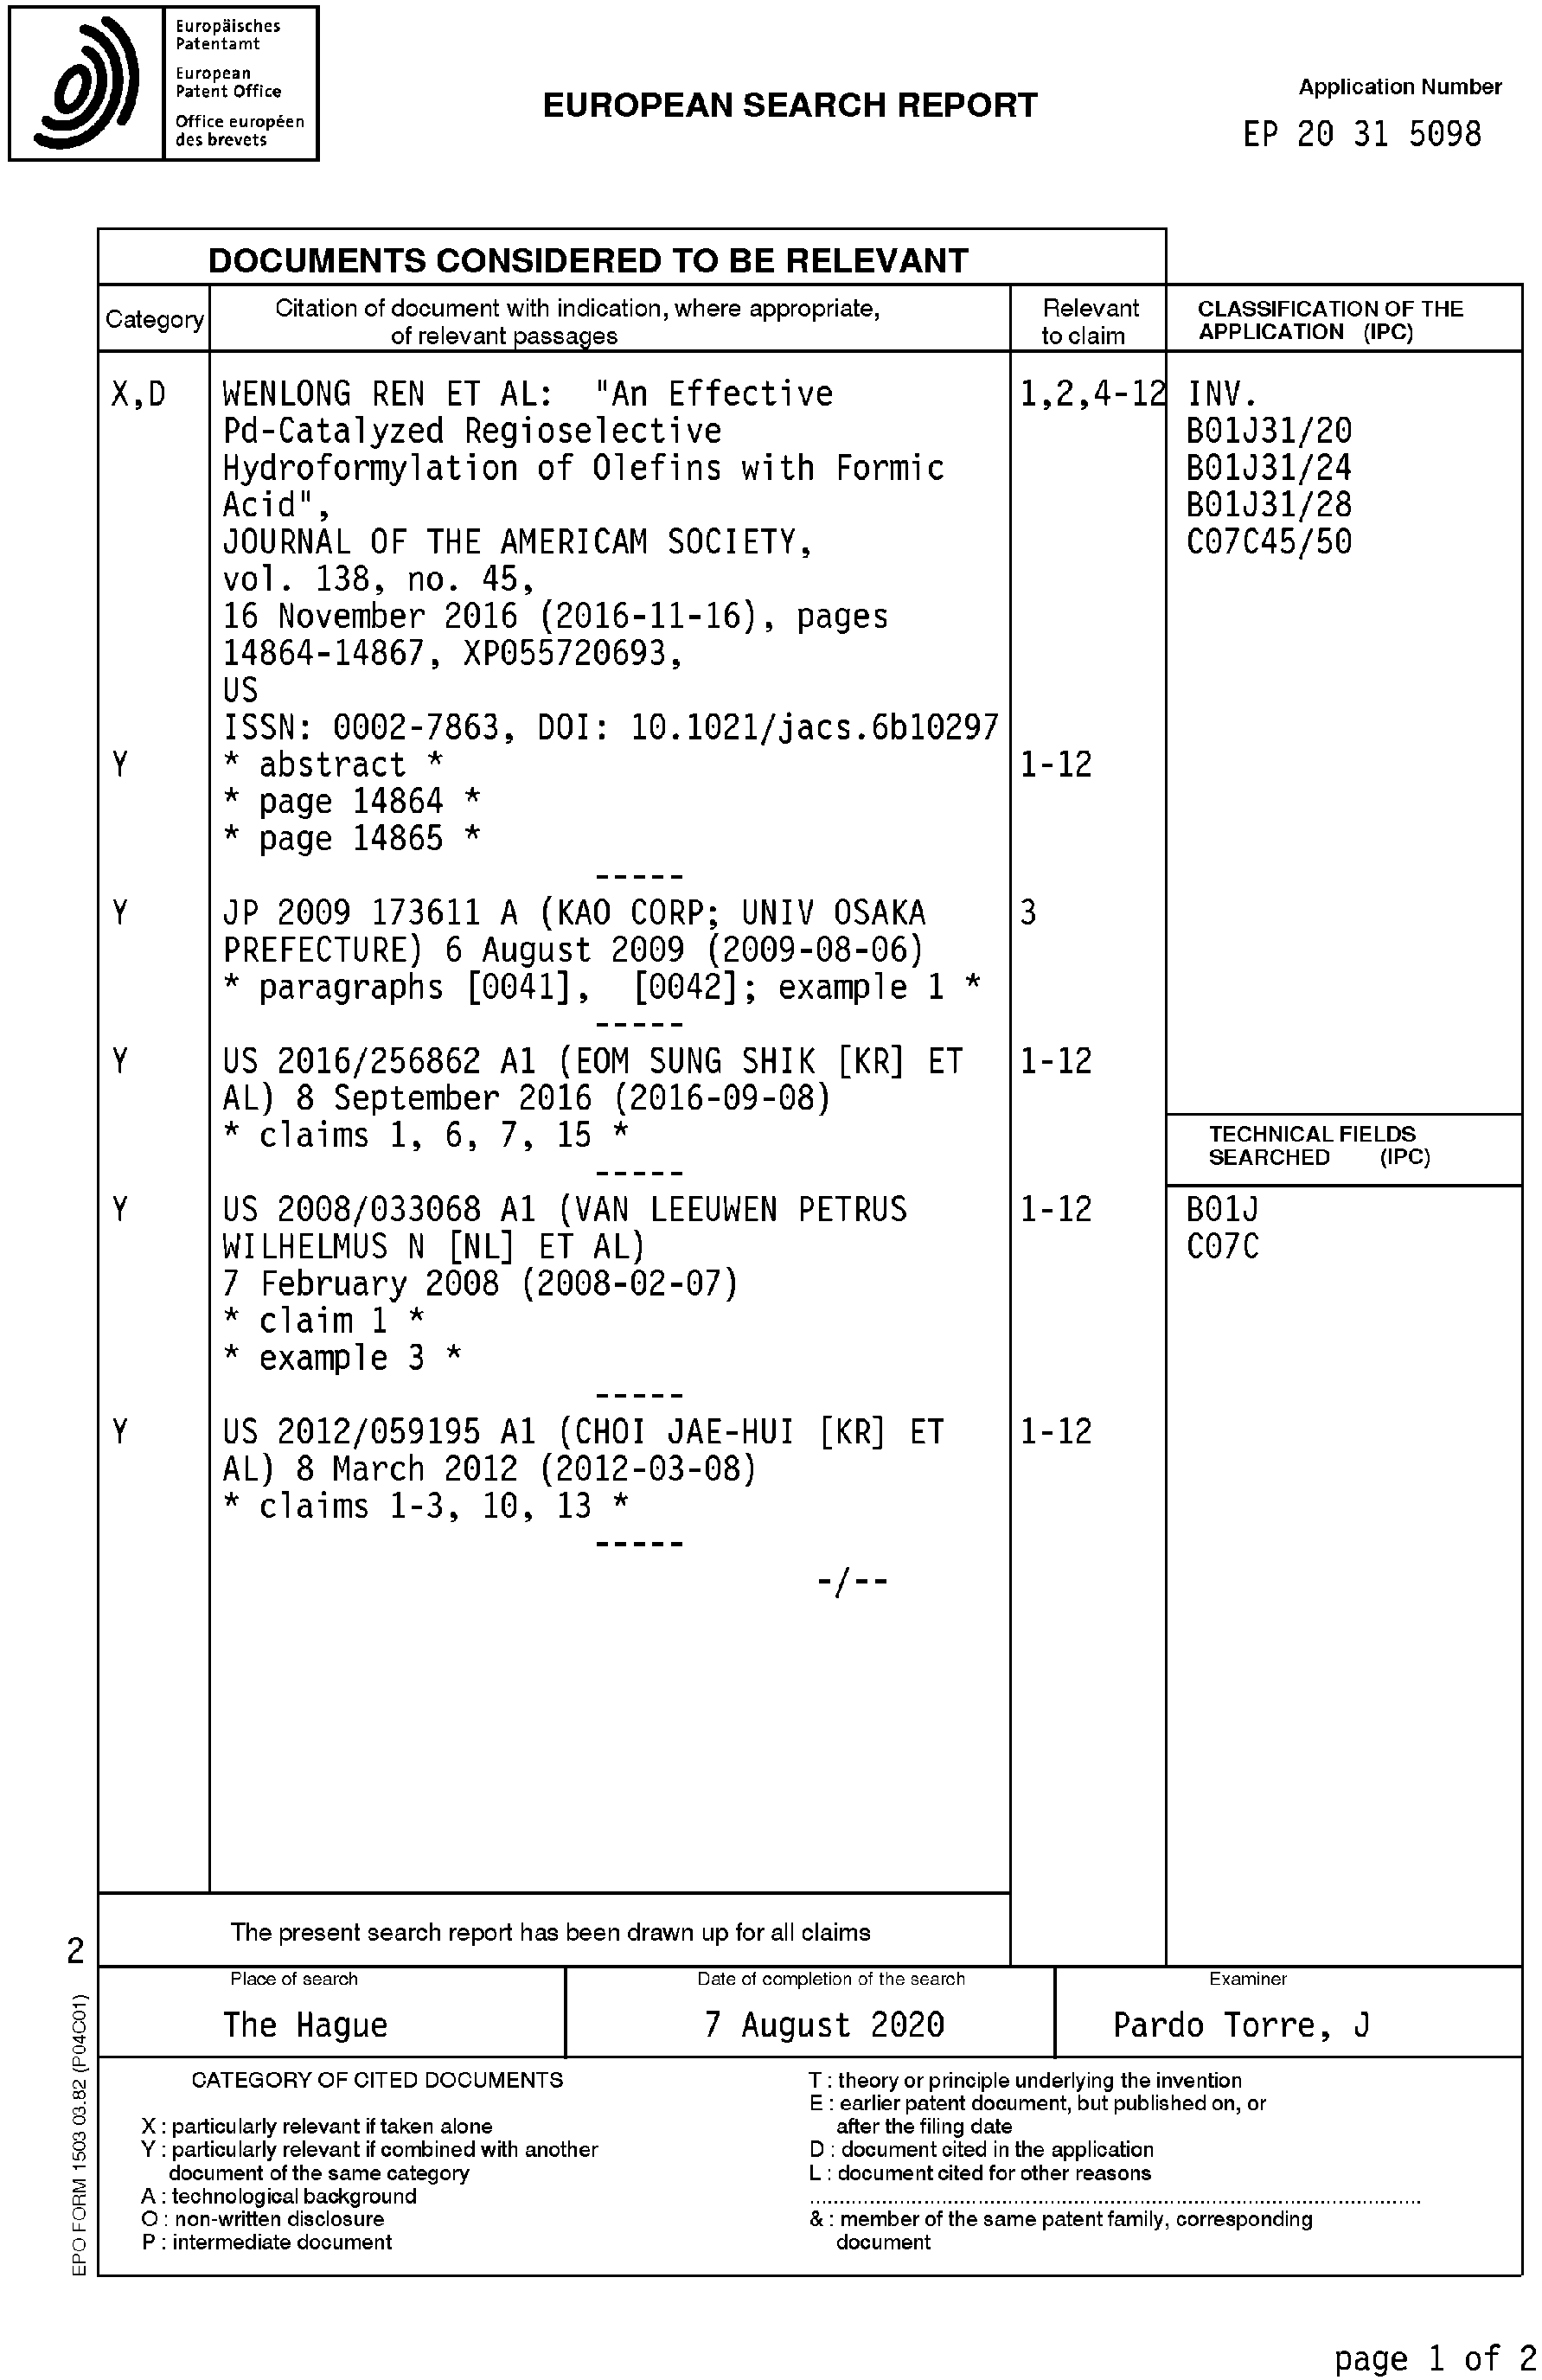 Europäisches
Patentamt
European
Patent Office
Office européen
des brevets
EUROPEAN SEARCH REPORT
Application Number
EP 20 31 5098
DOCUMENTS CONSIDERED TO BE RELEVANT
Category
Citation of document with indication, where appropriate,
of relevant passages
Relevant
to claim
CLASSIFICATION OF THE
APPLICATION (IPC)
X,D WENLONG REN ET AL: "An Effective 1,2,4-12 INV.
Pd-Catalyzed Regioselective B01J31/20
Hydroformylation of Olefins with Formic B01J31/24
Acid", B01J31/28
JOURNAL OF THE AMERICAM SOCIETY, C07C45/50
vol. 138, no. 45,
16 November 2016 (2016-11-16), pages
14864-14867, XP055720693,
US
ISSN: 0002-7863, DOI: 10.1021/jacs.6b10297
Y * abstract * 1-12
* page 14864 *
* page 14865 *
-----
Y JP 2009 173611 A (KAO CORP; UNIV OSAKA 3
PREFECTURE) 6 August 2009 (2009-08-06)
* paragraphs [0041], [0042]; example 1 *
-----
Y US 2016/256862 A1 (EOM SUNG SHIK [KR] ET 1-12
AL) 8 September 2016 (2016-09-08)
* claims 1, 6, 7, 15 *
-----
TECHNICAL FIELDS
SEARCHED (IPC)
Y US 2008/033068 A1 (VAN LEEUWEN PETRUS 1-12 B01J
WILHELMUS N [NL] ET AL) C07C
7 February 2008 (2008-02-07)
* claim 1 *
* example 3 *
-----
Y US 2012/059195 A1 (CHOI JAE-HUI [KR] ET 1-12
AL) 8 March 2012 (2012-03-08)
* claims 1-3, 10, 13 *
-----
-/--
The present search report has been drawn up for all claims
2
Place of search
The Hague
Date of completion of the search
7 August 2020
Examiner
Pardo Torre, J
CATEGORY OF CITED DOCUMENTS
X : particularly relevant if taken alone
Y : particularly relevant if combined with another
document of the same category
A : technological background
O : non-written disclosure
P : intermediate document
T : theory or principle underlying the invention
E : earlier patent document, but published on, or
after the filing date
D : document cited in the application
L : document cited for other reasons
& : member of the same patent family, corresponding
document
EPO FORM 1503 03.82 (P04C01)
page 1 of 2